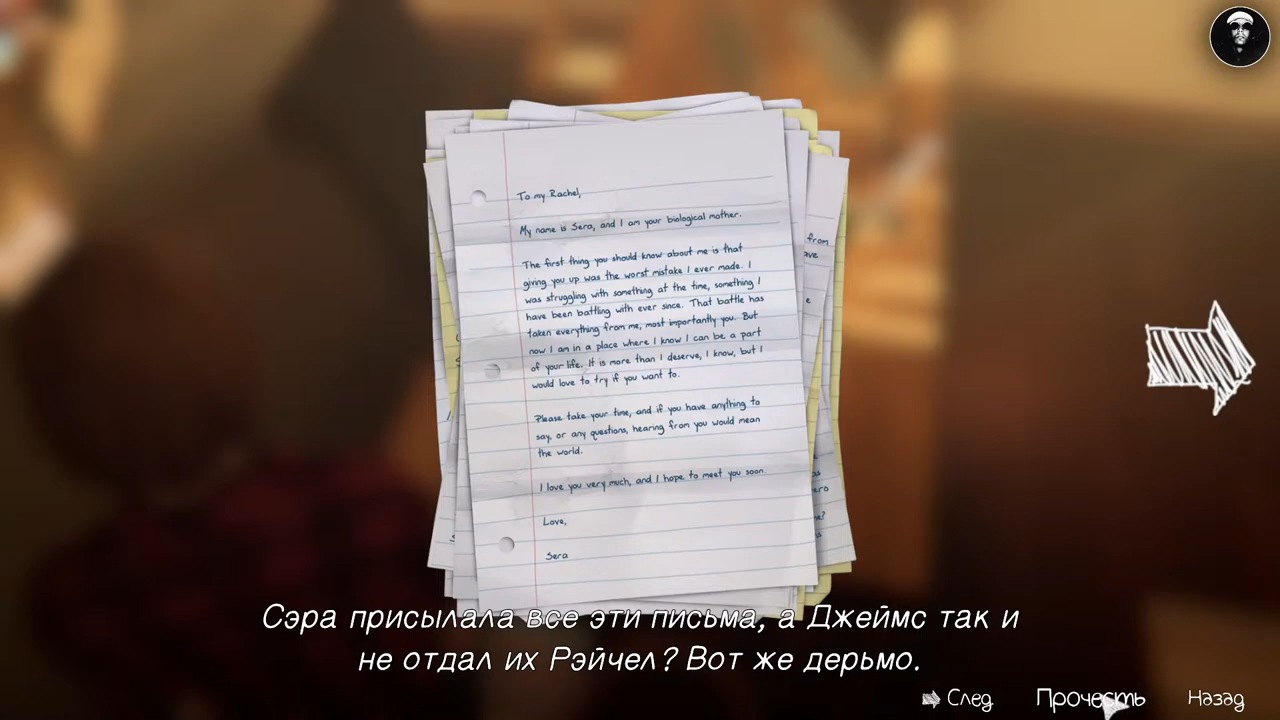 To my Rachel,
My name is Sera, and I am your biological mother.
The first thing you should know about me is that
giving you up was the worst mistake I ever made. I
was struggling with something at the time, something I
have been battling with ever since. That battle has
taken everything from me, most importantly you. But
now I am in a place where I know I can be a part
of your life. It is more than I deserve, I know, but I
would love to try if you want to.
Please take your time, and if you have anything to
say, or any questions, hearing from you would mean
the world.
I love you very much, and I hope to meet you soon.
Love,
Sera
from
Сэра присылала все эти письма, а Джеймс так и
не отдал их Рэйчел? Вот же дерьмо.
След Прочесть Назад